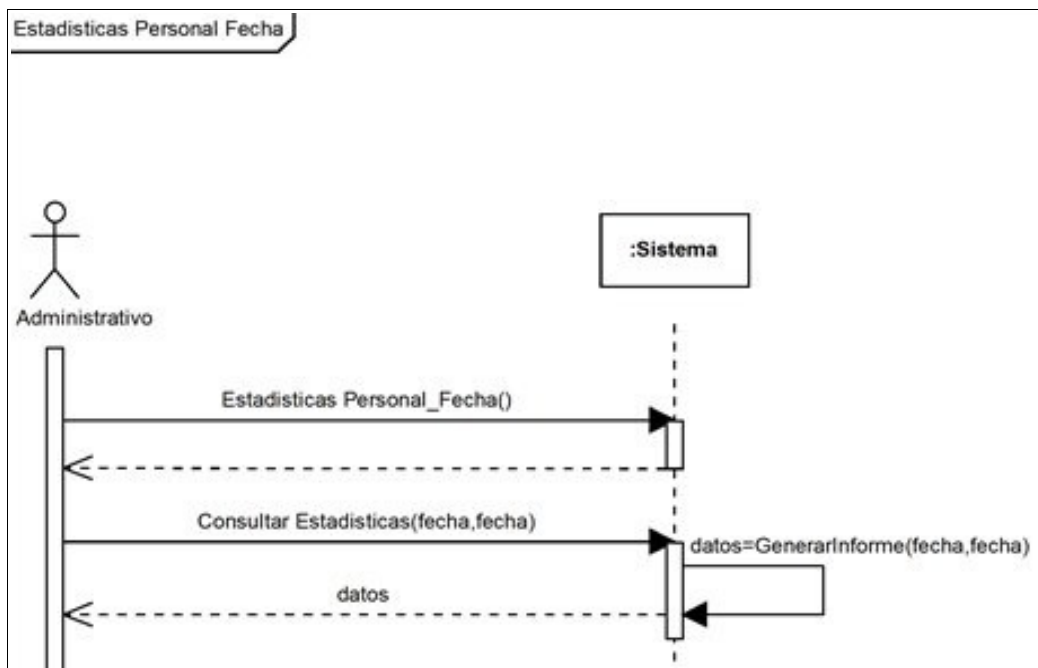 Estadisticas Personal Fecha
:Sistema
Administrativo
Estadisticas Personal_Fecha()
Consultar Estadisticas(fecha,fecha)
datos=GenerarInforme(fecha,fecha)
datos